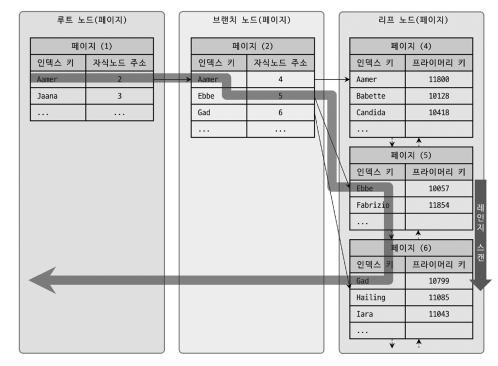 루트 노드(페이지)
페이지 (1)
인덱스 키 자식노드 주소
Aamer 2
Jaana 3
... ...
브랜치 노드(페이지)
페이지 (2)
인덱스 키 자식노드 주소
Aamer 4
Ebbe 5
Gad 6
... ...
리프 노드(페이지)
페이지 (4)
인덱스 키 프라이머리 키
Aamer 11800
Babette 10128
Candida 10418
...
페이지 (5)
인덱스 키 프라이머리 키
Ebbe 10057
Fabrizio 11854
...
페이지 (6)
인덱스 키 프라이머리 키
Gad 10799
Hailing 11085
Iara 11043
...
레인지 스캔